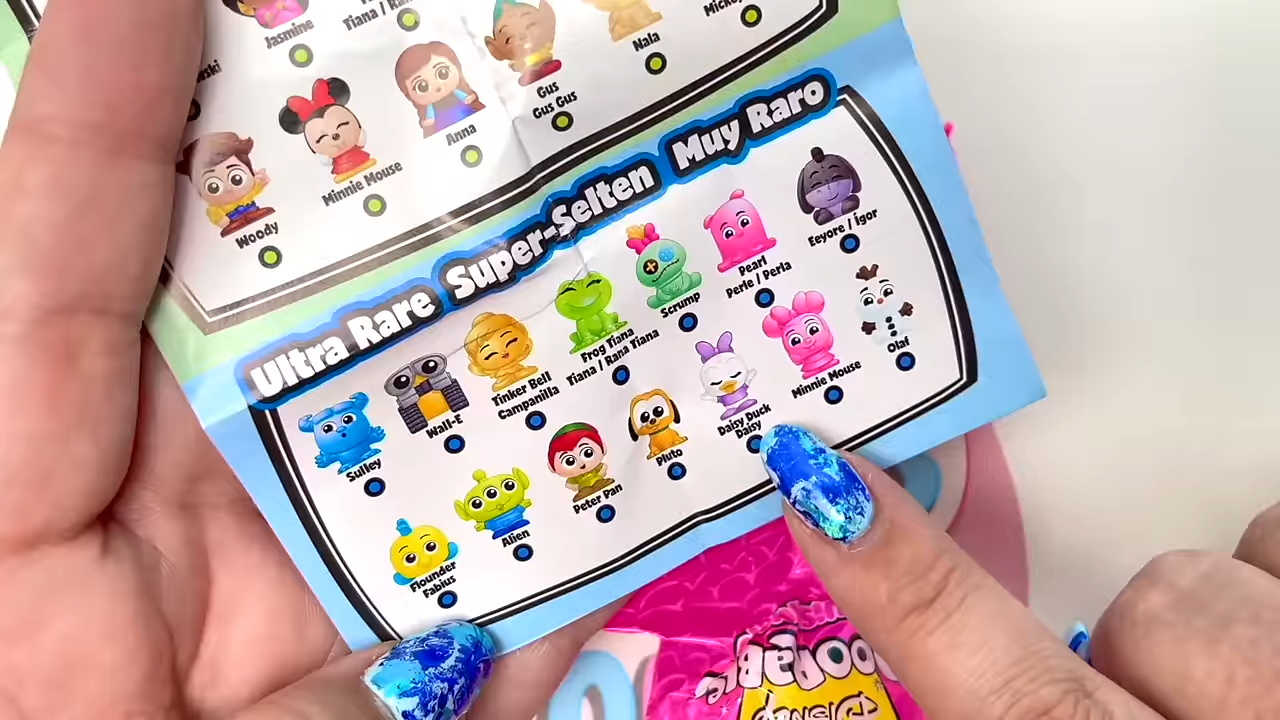 Jasmine
Tiana /
Nala
Gus
Gus Gus
Anna
Minnie Mouse
Woody
Ultra Rare Super-Selten Muy Raro
Sulley
Wall-E
Tinker Bell
Campanilla
Frog Tiana
Tiana / Rana Tiana
Scrump
Pearl
Perle / Perla
Eeyore / Ígor
Flounder
Fabius
Alien
Peter Pan
Pluto
Daisy Duck
Daisy
Minnie Mouse
Olaf
Disney